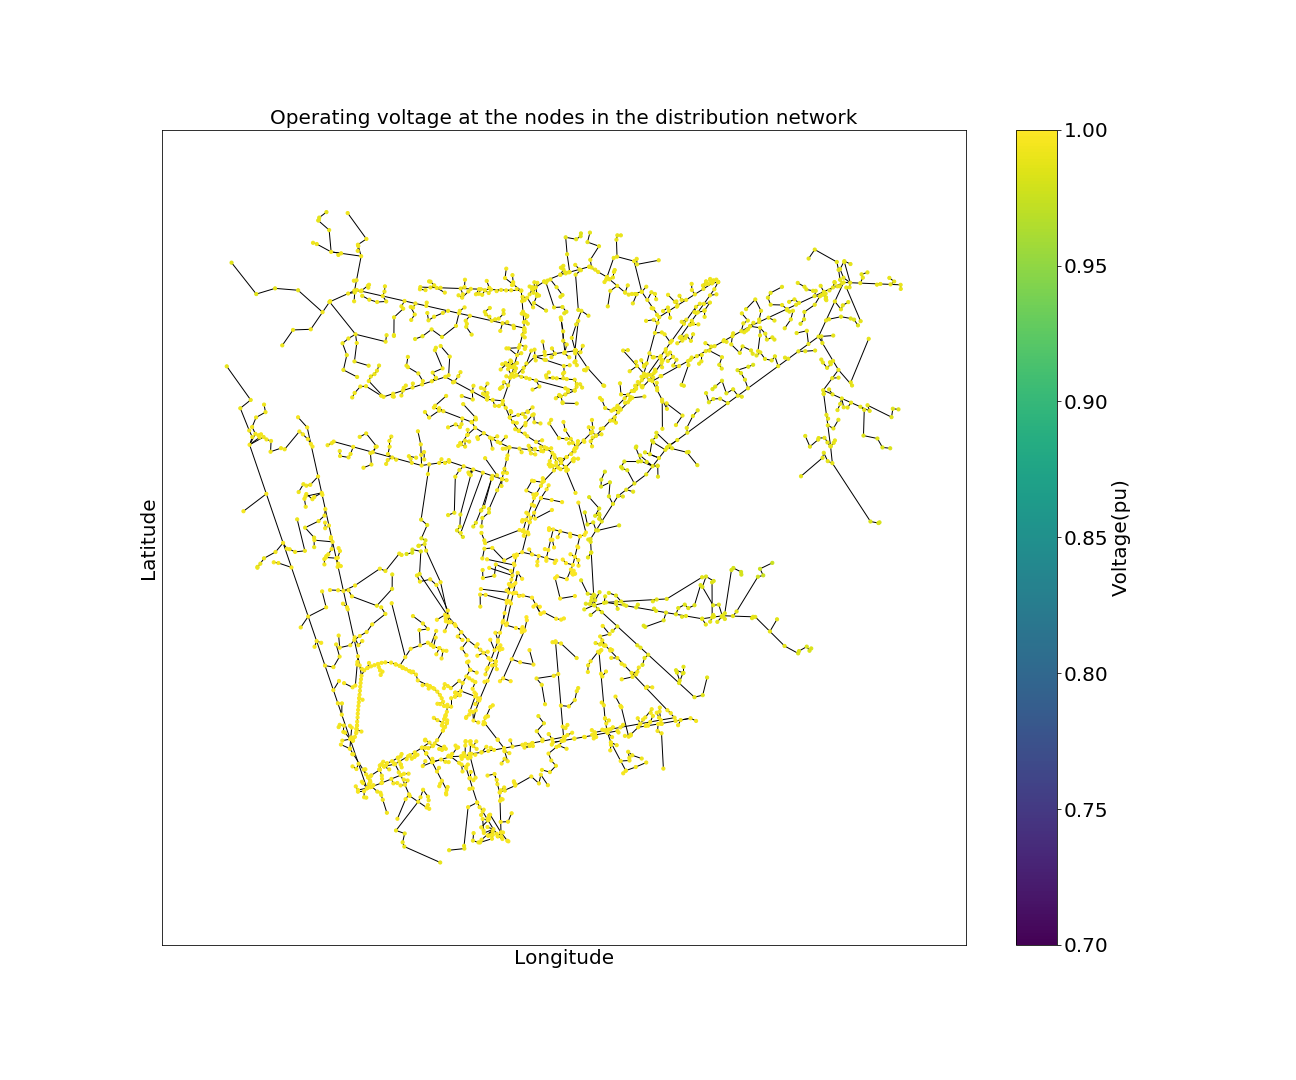 Operating voltage at the nodes in the distribution network
Latitude
Longitude
1.00
0.95
0.90
0.85
0.80
0.75
0.70
Voltage(pu)